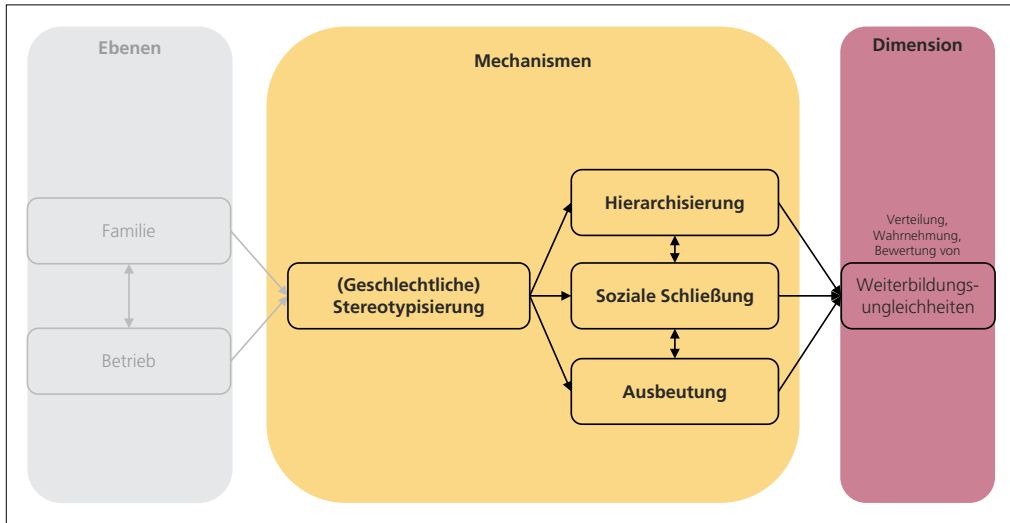 Ebenen
Mechanismen
Dimension
Familie
Betrieb
(Geschlechtliche)
Stereotypisierung
Hierarchisierung
Soziale Schließung
Ausbeutung
Verteilung,
Wahrnehmung,
Bewertung von
Weiterbildungs-
ungleichheiten